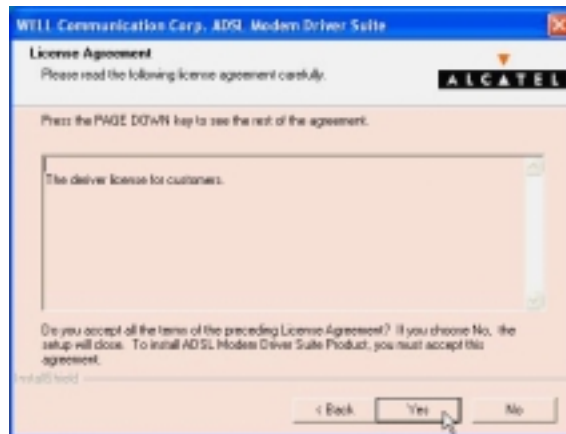 WELL Communication Corp. ADSL Modem Driver Suite
License Agreement
Please read the following license agreement carefully.
ALCATEL
Press the PAGE DOWN key to see the rest of the agreement.
The deriver license for customers.
Do you accept all the terms of the preceding License Agreement? If you choose No, the
setup will close. To install ADSL Modem Driver Suite Product, you must accept this
agreement.
InstallShield
< Back
Yes
No